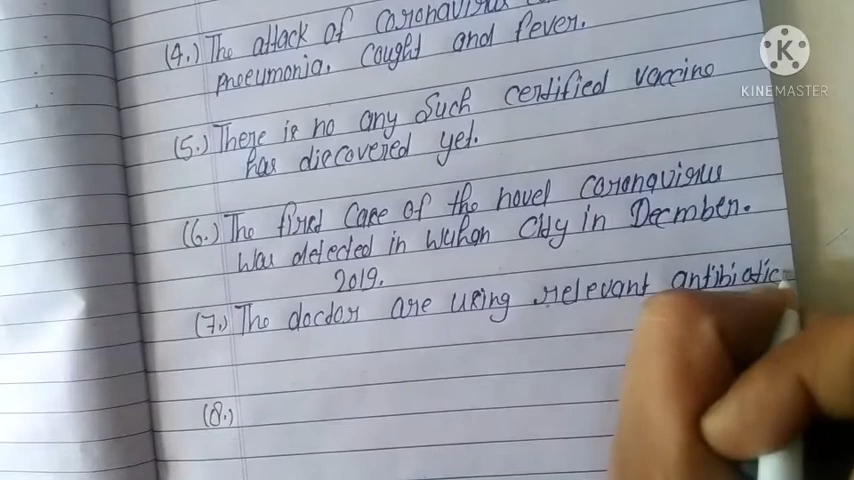 (4.) The attack of coronavirus
pneumonia, Caught and fever.
(5.) There is no any such certified vaccine
has discovered yet.
(6.) The first case of the novel coronavirus
was detected in wuhan City in Decmber.
2019.
(7.) The doctor are using relevant antibiotic
(8.)
K
KINEMASTER